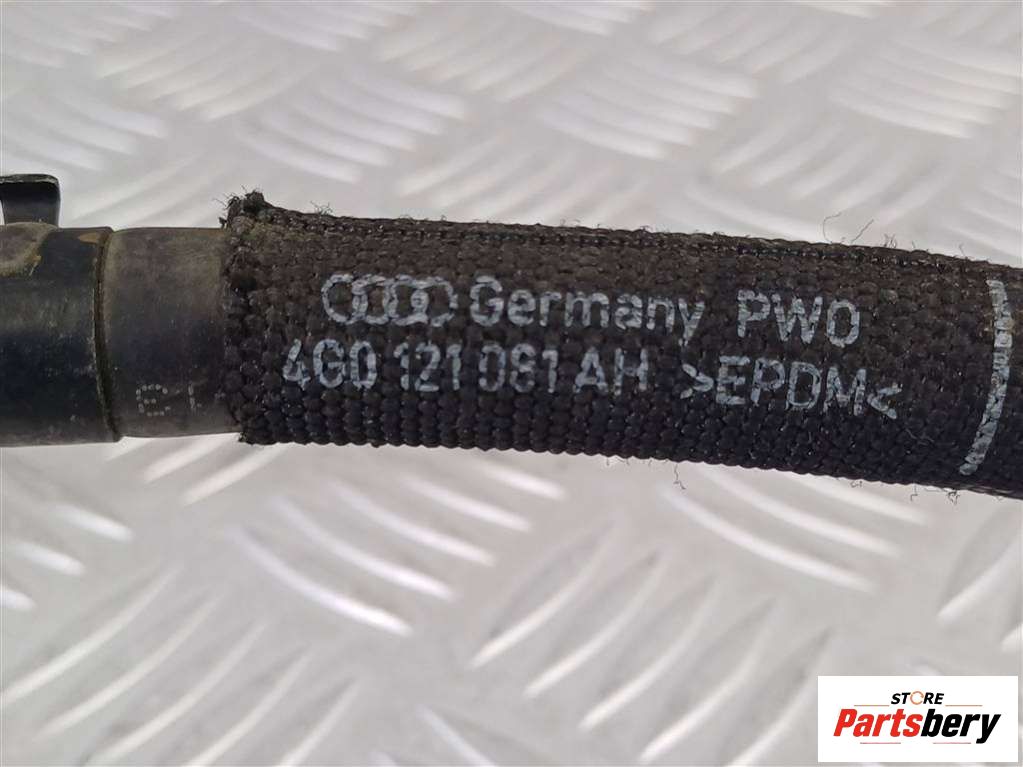 Germany PWO
4G0 121 081 AH >EPDM<
STORE
Partsbery